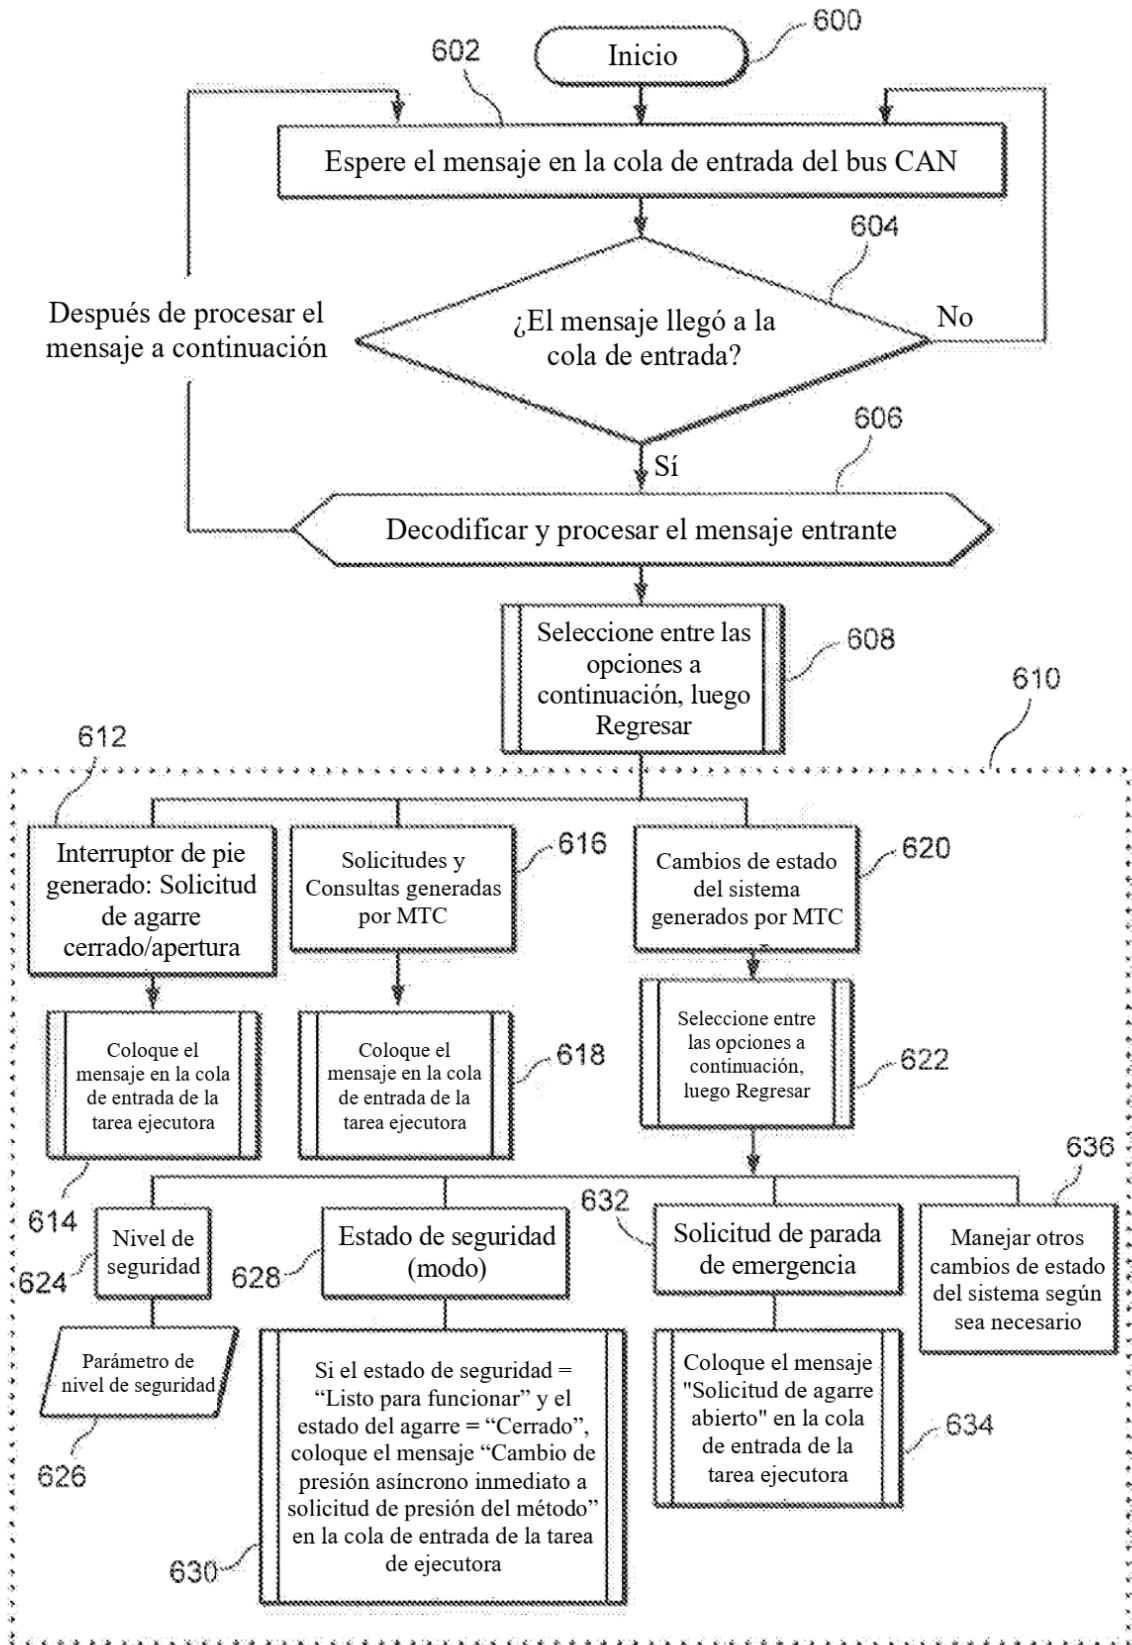 600
Inicio
602
Espere el mensaje en la cola de entrada del bus CAN
604
¿El mensaje llegó a la
cola de entrada?
No
Después de procesar el
mensaje a continuación
Sí
606
Decodificar y procesar el mensaje entrante
Seleccione entre las
opciones a
continuación, luego
Regresar
608
610
612
Interruptor de pie
generado: Solicitud
de agarre
cerrado/apertura
Solicitudes y
Consultas generadas
por MTC
616
Cambios de estado
del sistema
generados por MTC
620
Coloque el
mensaje en la cola
de entrada de la
tarea ejecutora
614
Coloque el
mensaje en la cola
de entrada de la
tarea ejecutora
618
Seleccione entre
las opciones a
continuación,
luego Regresar
622
Nivel de
seguridad
624
Estado de seguridad
(modo)
628
632
Solicitud de parada
de emergencia
636
Manejar otros
cambios de estado
del sistema según
sea necesario
Parámetro de
nivel de seguridad
626
Si el estado de seguridad =
“Listo para funcionar” y el
estado del agarre = “Cerrado”,
coloque el mensaje “Cambio de
presión asíncrono inmediato a
solicitud de presión del método”
en la cola de entrada de la tarea
de ejecutora
630
Coloque el mensaje
"Solicitud de agarre
abierto" en la cola
de entrada de la
tarea ejecutora
634